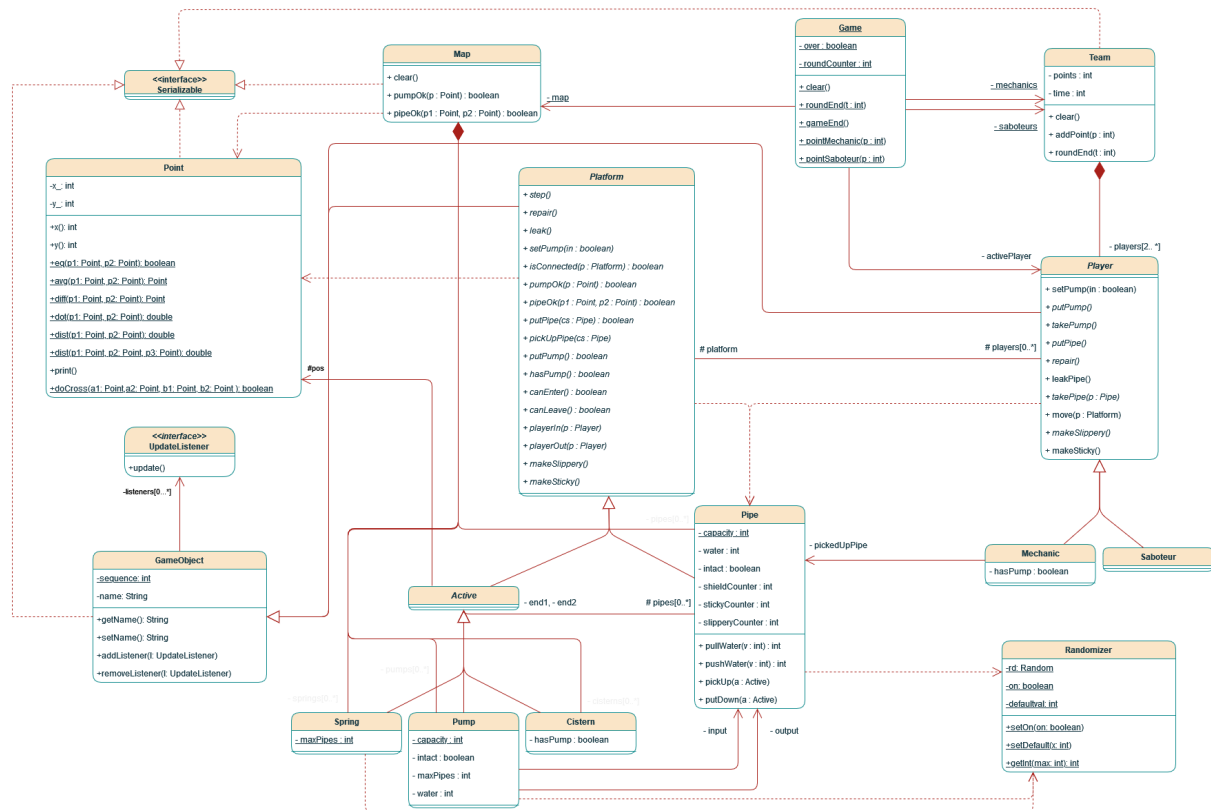 <<interface>>
Serializable
Map
+ clear()
+ pumpOk(p : Point) : boolean
+ pipeOk(p1 : Point, p2 : Point) : boolean
- map
Game
- over : boolean
- roundCounter : int
+ clear()
+ roundEnd(t : int)
+ gameEnd()
+ pointMechanic(p : int)
+ pointSaboteur(p : int)
- mechanics
- saboteurs
Team
- points : int
- time : int
+ clear()
+ addPoint(p : int)
+ roundEnd(t : int)
- players[2.. *]
- activePlayer
Point
-x_: int
-y_: int
+x(): int
+y(): int
+eq(p1: Point, p2: Point): boolean
+avg(p1: Point, p2: Point): Point
+diff(p1: Point, p2: Point): Point
+dot(p1: Point, p2: Point): double
+dist(p1: Point, p2: Point): double
+dist(p1: Point, p2: Point, p3: Point): double
+print()
+doCross(a1: Point,a2: Point, b1: Point, b2: Point ): boolean
#pos
Platform
+ step()
+ repair()
+ leak()
+ setPump(in : boolean)
+ isConnected(p : Platform) : boolean
+ pumpOk(p : Point) : boolean
+ pipeOk(p1 : Point, p2 : Point) : boolean
+ putPipe(cs : Pipe) : boolean
+ pickUpPipe(cs : Pipe)
+ putPump() : boolean
+ hasPump() : boolean
+ canEnter() : boolean
+ canLeave() : boolean
+ playerIn(p : Player)
+ playerOut(p : Player)
+ makeSlippery()
+ makeSticky()
# platform
# players[0..*]
Player
+ setPump(in : boolean)
+ putPump()
+ takePump()
+ putPipe()
+ repair()
+ leakPipe()
+ takePipe(p : Pipe)
+ move(p : Platform)
+ makeSlippery()
+ makeSticky()
<<interface>>
UpdateListener
+update()
-listeners[0...*]
GameObject
-sequence: int
-name: String
+getName(): String
+setName(): String
+addListener(l: UpdateListener)
+removeListener(l: UpdateListener)
Active
- end1, - end2
# pipes[0..*]
Pipe
- capacity : int
- water : int
- intact : boolean
- shieldCounter : int
- stickyCounter : int
- slipperyCounter : int
+ pullWater(v : int) : int
+ pushWater(v : int) : int
+ pickUp(a : Active)
+ putDown(a : Active)
- pickedUpPipe
Mechanic
- hasPump : boolean
Saboteur
Randomizer
-rd: Random
-on: boolean
-defaultval: int
+setOn(on: boolean)
+setDefault(x: int)
+getInt(max: int): int
Spring
- maxPipes : int
Pump
- capacity : int
- intact : boolean
- maxPipes : int
- water : int
Cistern
- hasPump : boolean
- input
- output